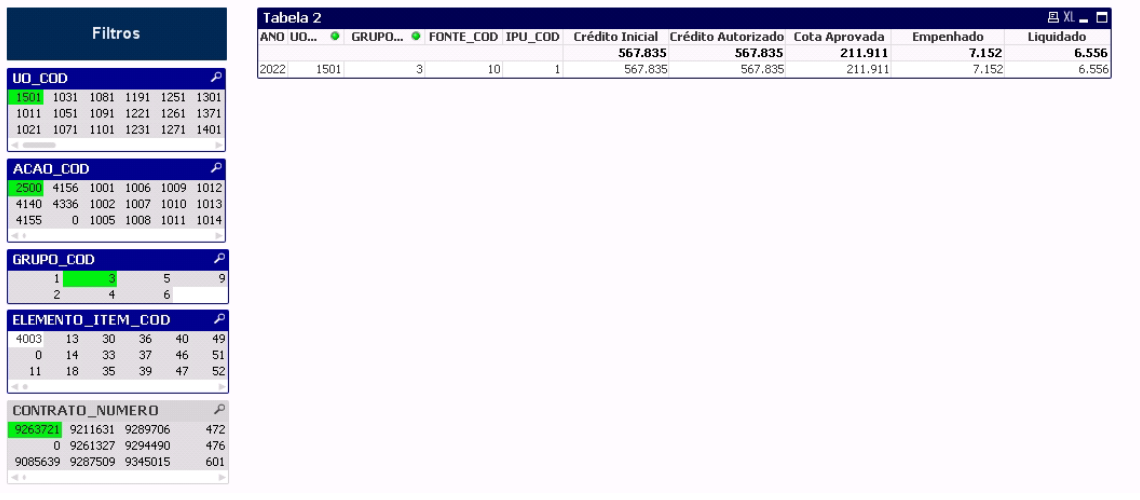 Filtros
UO_COD
1501 1031 1081 1191 1251 1301
1011 1051 1091 1221 1261 1371
1021 1071 1101 1231 1271 1401
ACAO_COD
2500 4156 1001 1006 1009 1012
4140 4336 1002 1007 1010 1013
4155 0 1005 1008 1011 1014
GRUPO_COD
1 3 5 9
2 4 6
ELEMENTO_ITEM_COD
4003 13 30 36 40 49
0 14 33 37 46 51
11 18 35 39 47 52
CONTRATO_NUMERO
9263721 9211631 9289706 472
0 9261327 9294490 476
9085639 9287509 9345015 601
Tabela 2 XL
ANO UO... GRUPO... FONTE_COD IPU_COD Crédito Inicial Crédito Autorizado Cota Aprovada Empenhado Liquidado
567.835 567.835 211.911 7.152 6.556
2022 1501 3 10 1 567.835 567.835 211.911 7.152 6.556